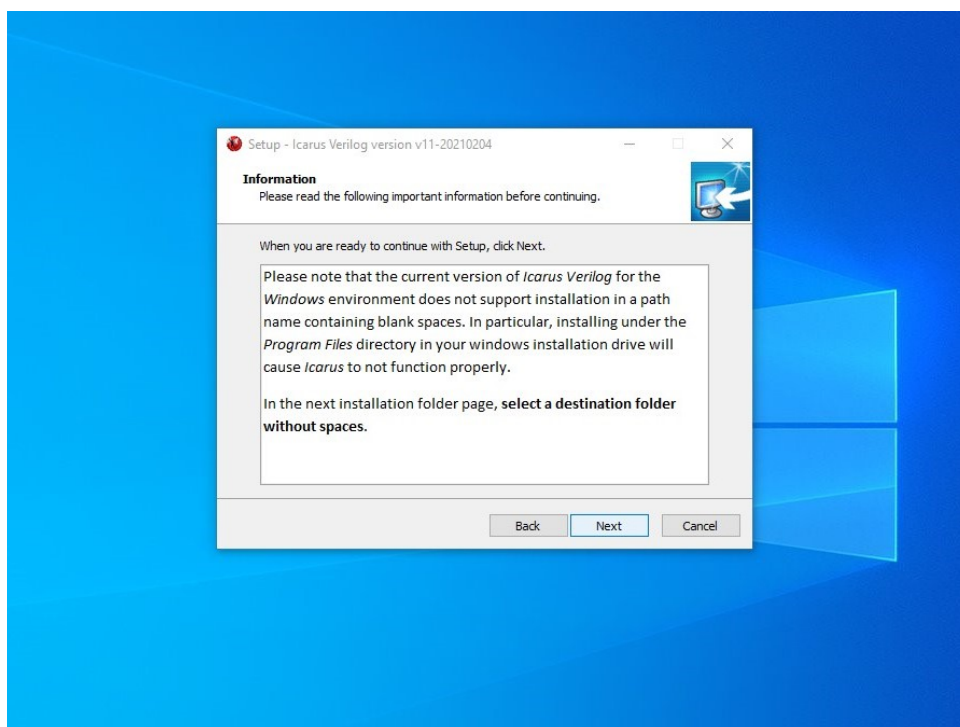 Setup - Icarus Verilog version v11-20210204
Information
Please read the following important information before continuing.
When you are ready to continue with Setup, click Next.
Please note that the current version of Icarus Verilog for the
Windows environment does not support installation in a path
name containing blank spaces. In particular, installing under the
Program Files directory in your windows installation drive will
cause Icarus to not function properly.
In the next installation folder page, select a destination folder
without spaces.
Back Next Cancel